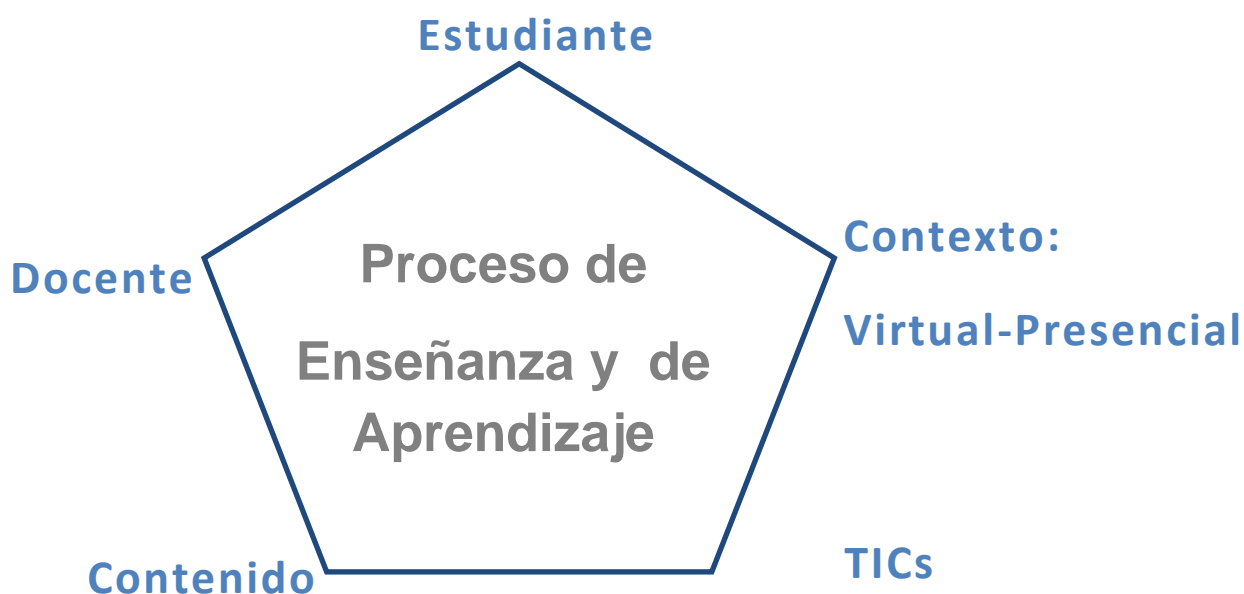 Estudiante
Contexto:
Docente
Proceso de
Virtual-Presencial
Enseñanza y de
Aprendizaje
TICs
Contenido